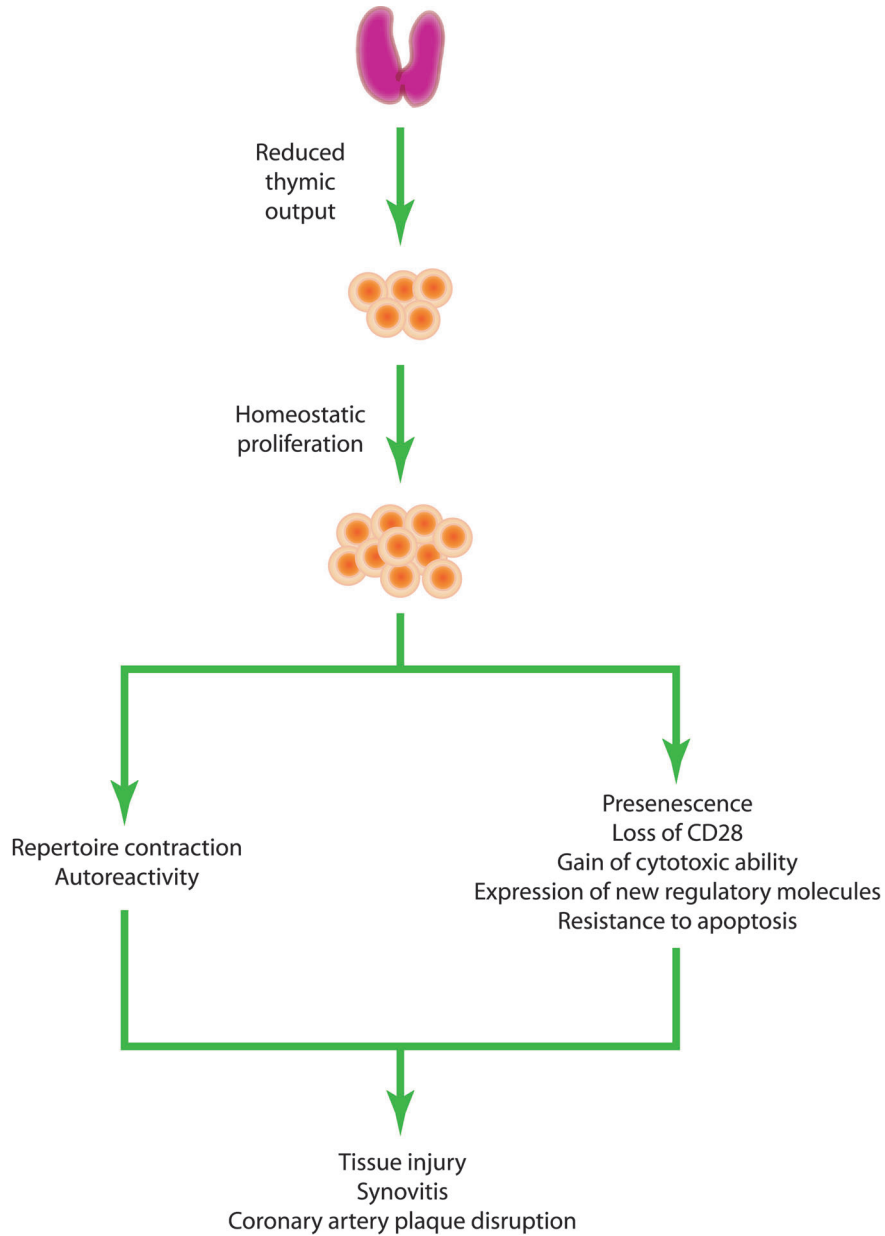 Reduced
thymic
output
Homeostatic
proliferation
Repertoire contraction
Autoreactivity
Presenescence
Loss of CD28
Gain of cytotoxic ability
Expression of new regulatory molecules
Resistance to apoptosis
Tissue injury
Synovitis
Coronary artery plaque disruption